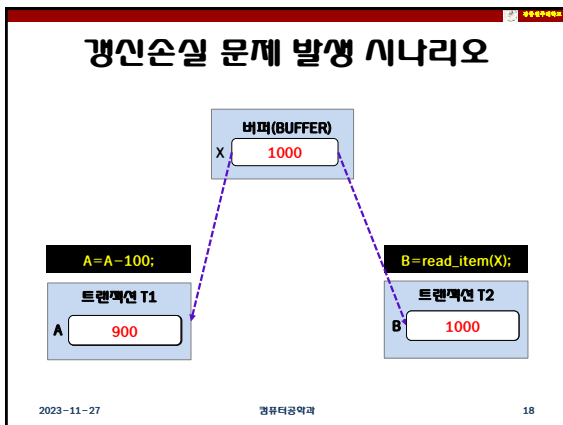 갱신손실 문제 발생 시나리오
버퍼(BUFFER)
X 1000
A=A-100;
B=read_item(X);
트랜잭션 T1
트랜잭션 T2
A 900
B 1000
2023-11-27 컴퓨터공학과 18